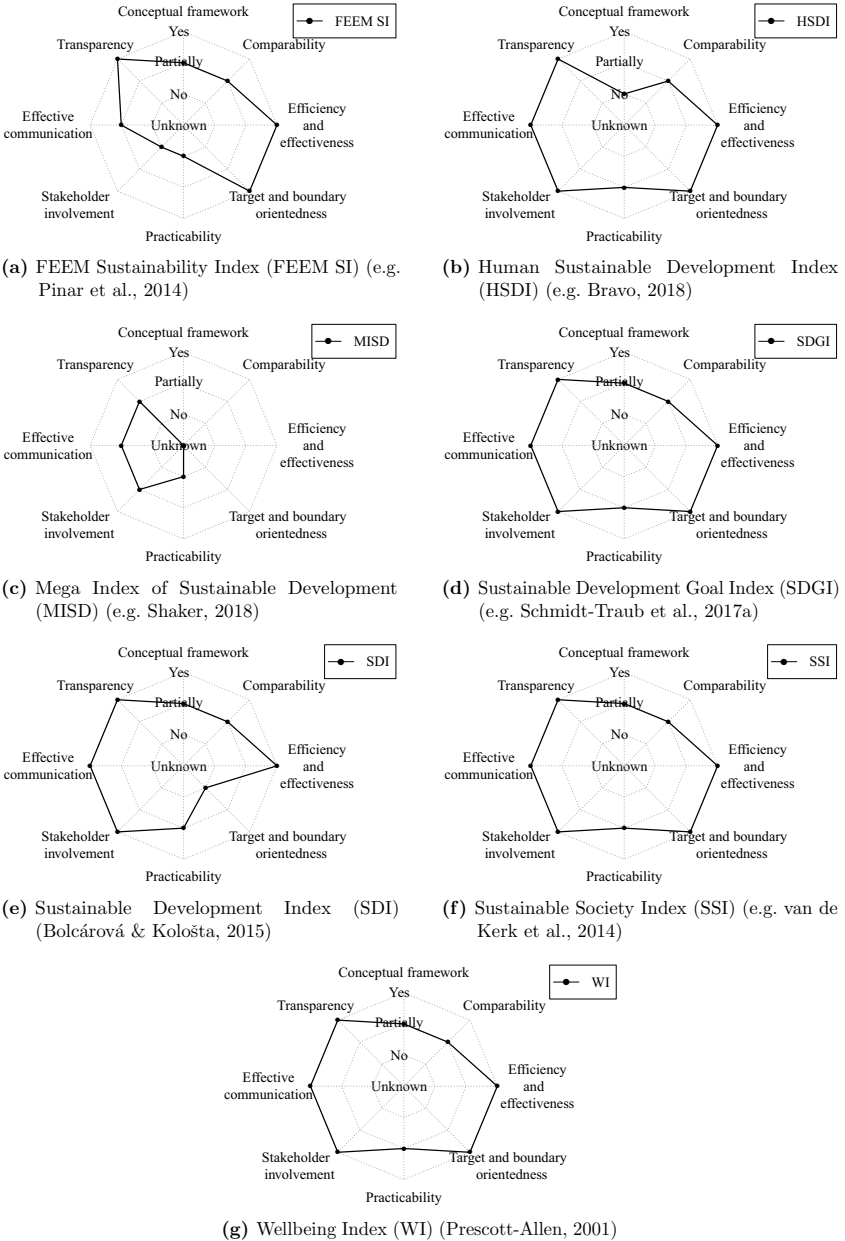 Conceptual framework
FEEM SI
Yes
Transparency
Comparability
Partially
No
Effective
communication
Unknown
Efficiency
and
effectiveness
Stakeholder
involvement
Target and boundary
orientedness
Practicability
(a) FEEM Sustainability Index (FEEM SI) (e.g.
Pinar et al., 2014)
Conceptual framework
HSDI
Yes
Transparency
Comparability
Partially
No
Effective
communication
Unknown
Efficiency
and
effectiveness
Stakeholder
involvement
Target and boundary
orientedness
Practicability
(b) Human Sustainable Development Index
(HSDI) (e.g. Bravo, 2018)
Conceptual framework
MISD
Yes
Transparency
Comparability
Partially
No
Effective
communication
Unknown
Efficiency
and
effectiveness
Stakeholder
involvement
Target and boundary
orientedness
Practicability
(c) Mega Index of Sustainable Development
(MISD) (e.g. Shaker, 2018)
Conceptual framework
SDGI
Yes
Transparency
Comparability
Partially
No
Effective
communication
Unknown
Efficiency
and
effectiveness
Stakeholder
involvement
Target and boundary
orientedness
Practicability
(d) Sustainable Development Goal Index (SDGI)
(e.g. Schmidt-Traub et al., 2017a)
Conceptual framework
SDI
Yes
Transparency
Comparability
Partially
No
Effective
communication
Unknown
Efficiency
and
effectiveness
Stakeholder
involvement
Target and boundary
orientedness
Practicability
(e) Sustainable Development Index (SDI)
(Bolcárová & Kološta, 2015)
Conceptual framework
SSI
Yes
Transparency
Comparability
Partially
No
Effective
communication
Unknown
Efficiency
and
effectiveness
Stakeholder
involvement
Target and boundary
orientedness
Practicability
(f) Sustainable Society Index (SSI) (e.g. van de
Kerk et al., 2014)
Conceptual framework
WI
Yes
Transparency
Comparability
Partially
No
Effective
communication
Unknown
Efficiency
and
effectiveness
Stakeholder
involvement
Target and boundary
orientedness
Practicability
(g) Wellbeing Index (WI) (Prescott-Allen, 2001)